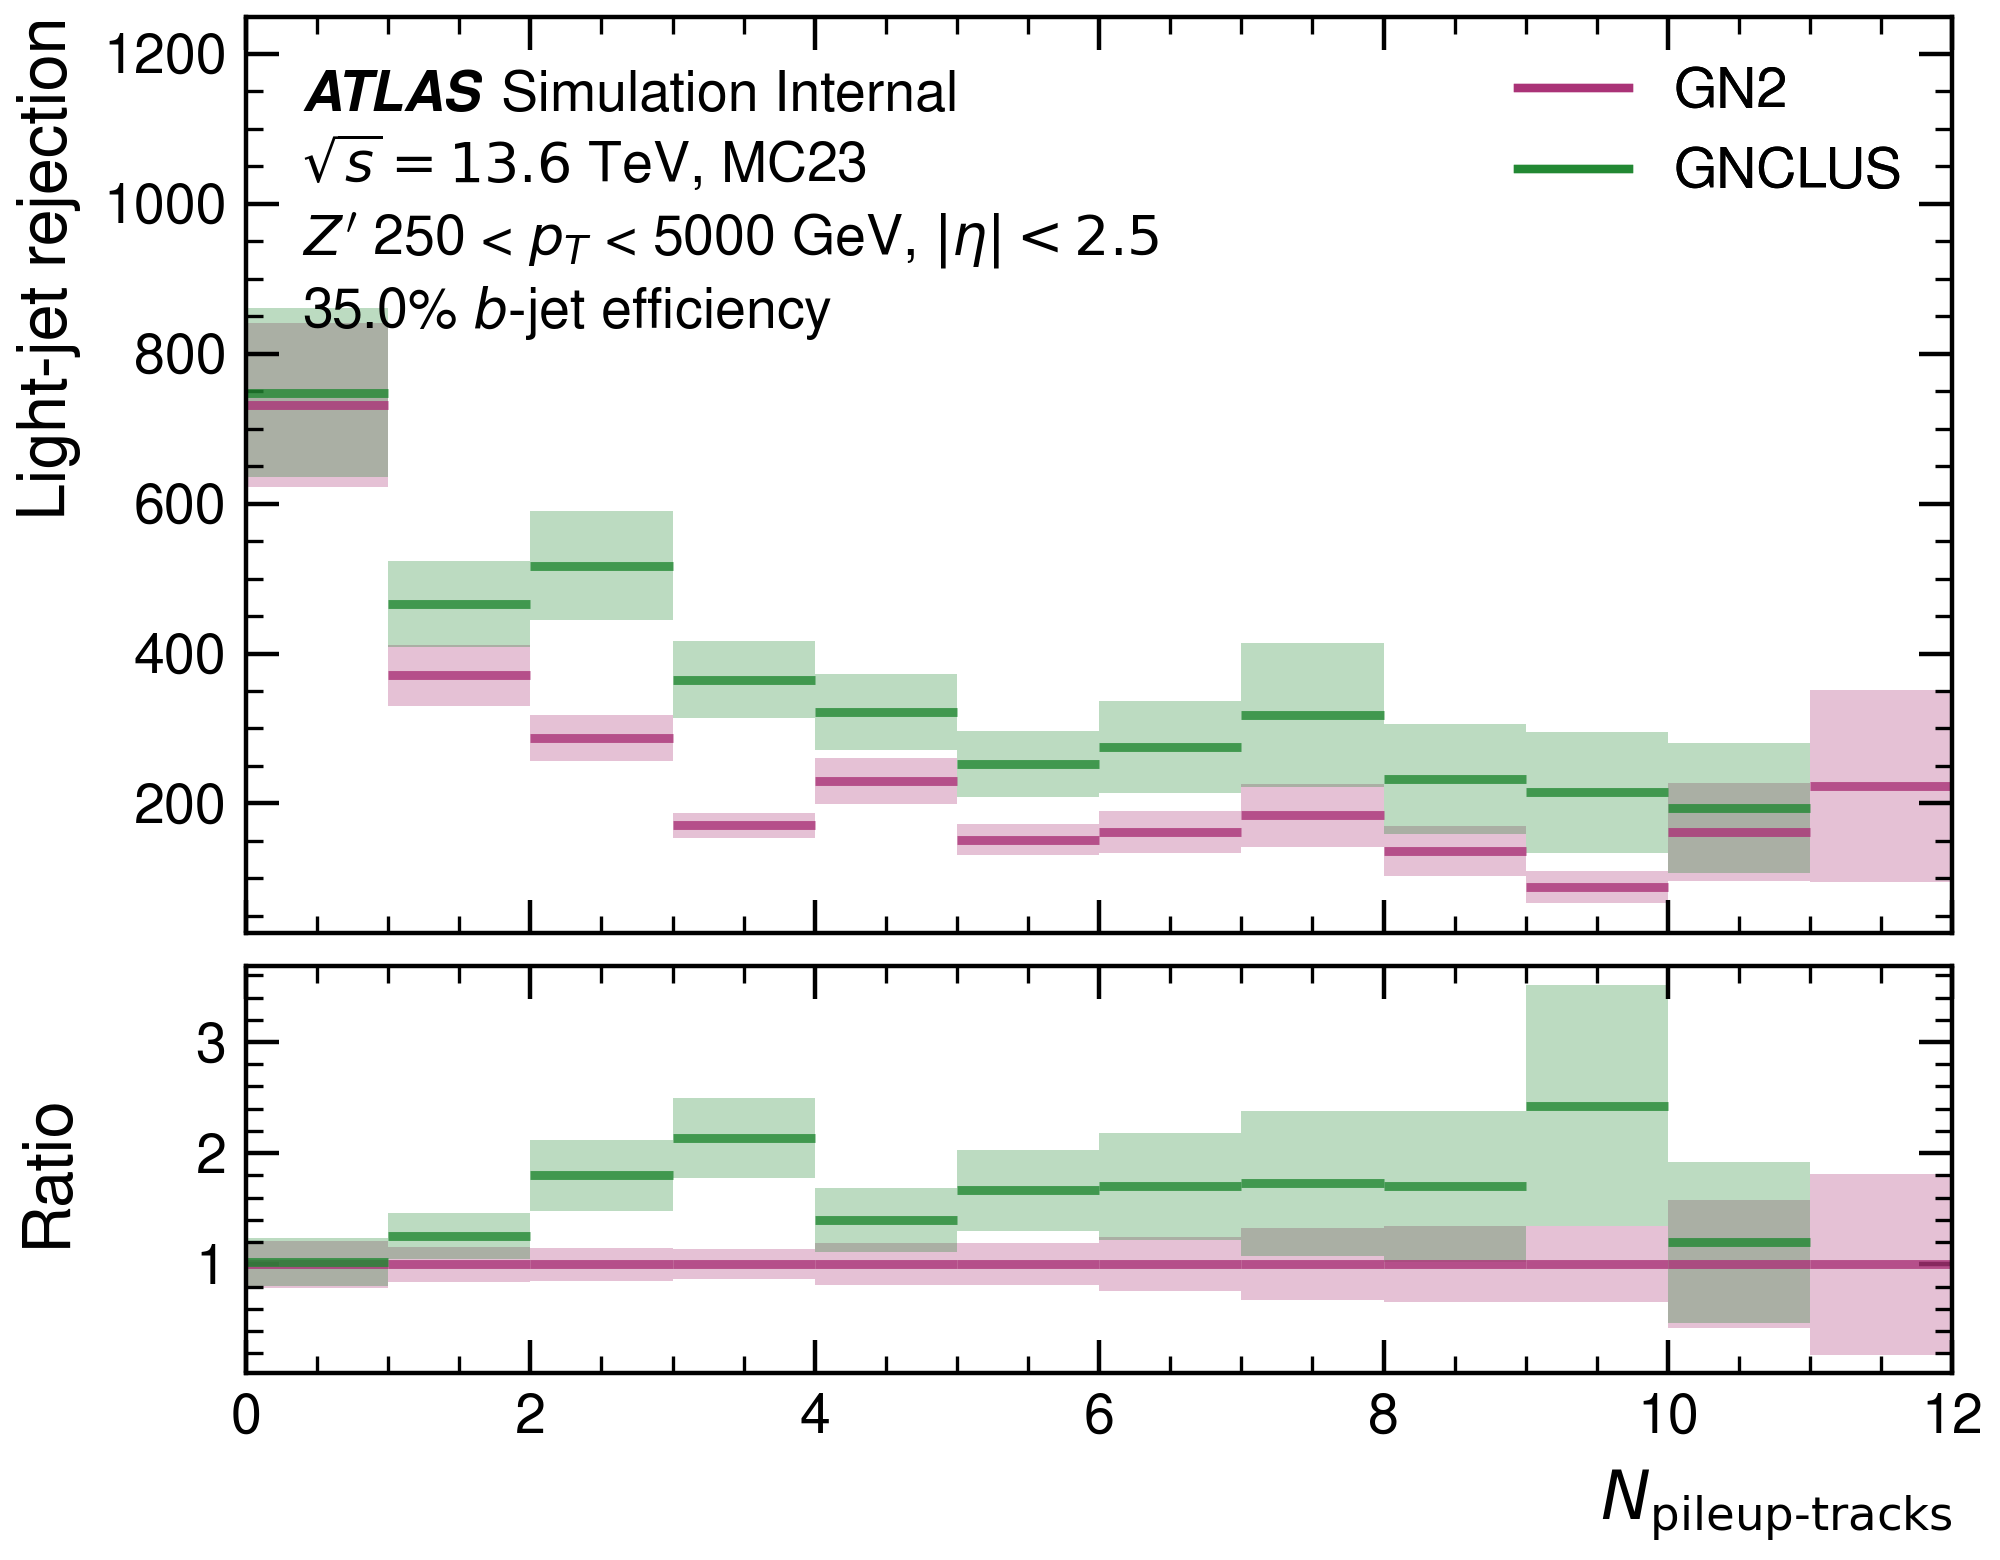 Light-jet rejection
1200
1000
800
600
400
200
ATLAS Simulation Internal
√s = 13.6 TeV, MC23
Z′ 250 < p_T < 5000 GeV, |η| < 2.5
35.0% b-jet efficiency
GN2
GNCLUS
Ratio
3
2
1
0 2 4 6 8 10 12
N_pileup-tracks